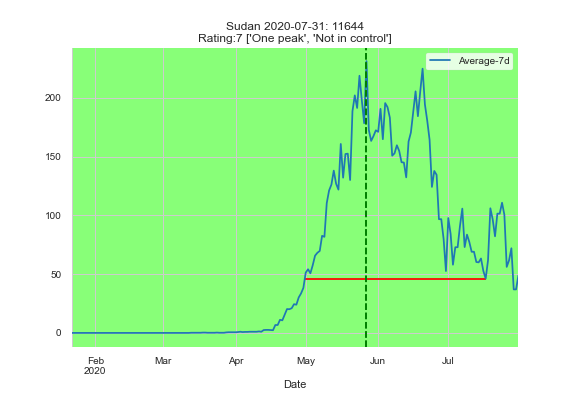 Sudan 2020-07-31: 11644
Rating:7 ['One peak', 'Not in control']
Average-7d
200
150
100
50
0
Feb
2020
Mar
Apr
May
Jun
Jul
Date